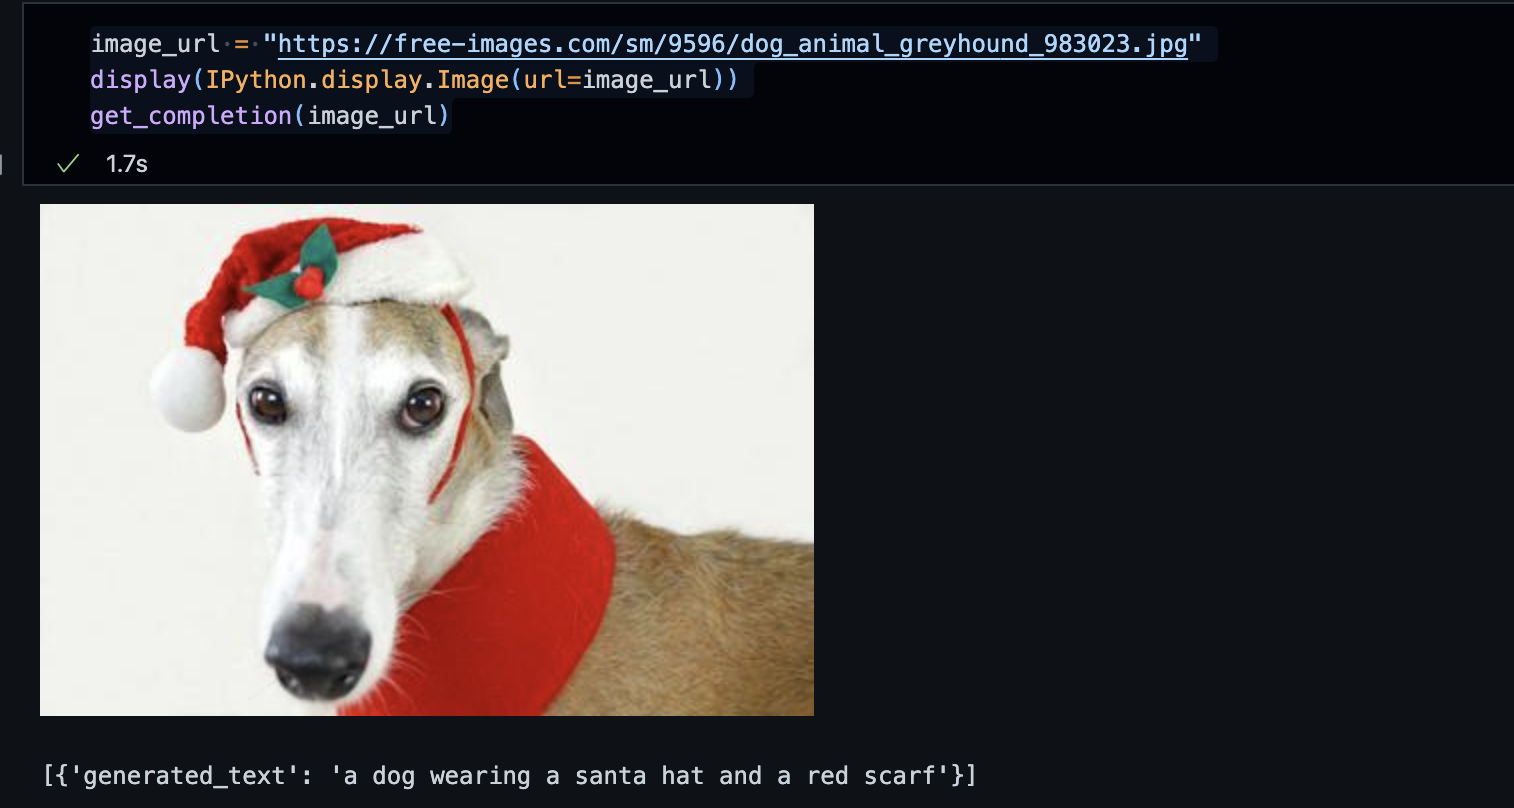 image_url = "https://free-images.com/sm/9596/dog_animal_greyhound_983023.jpg"
display(IPython.display.Image(url=image_url))
get_completion(image_url)
1.7s
[{'generated_text': 'a dog wearing a santa hat and a red scarf'}]